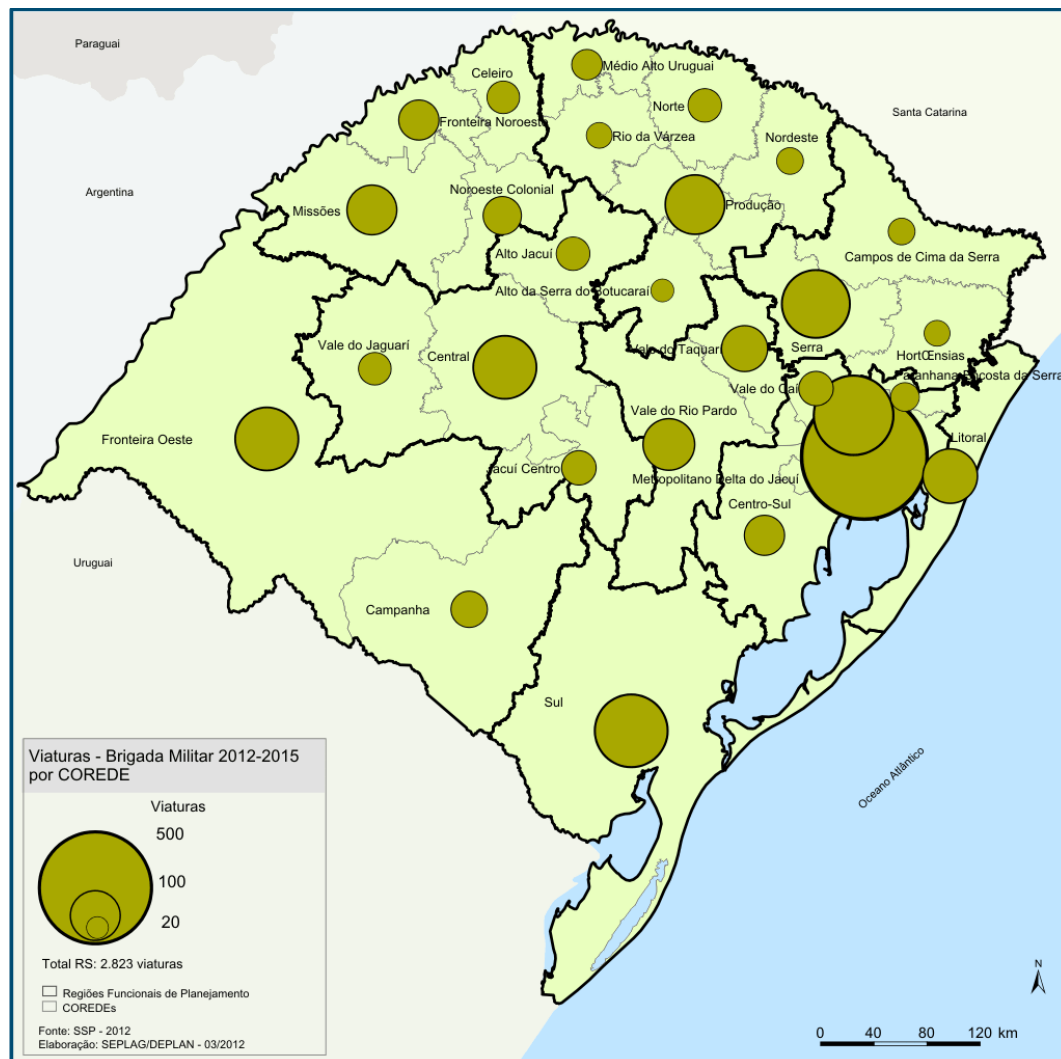 Paraguai
Médio Alto Uruguai
Celeiro
Norte
Santa Catarina
Fronteira Noroeste
Rio da Várzea
Nordeste
Argentina
Noroeste Colonial
Missões
Produção
Alto Jacuí
Campos de Cima da Serra
Alto da Serra do Botucaraí
Vale do Jaguarí
Central
Vale do Taquari
Serra
HortŒnsias
Paranhana Encosta da Serra
Vale do Caí
Vale do Rio Pardo
Litoral
Fronteira Oeste
Jacuí Centro
Metropolitano Delta do Jacuí
Centro-Sul
Uruguai
Campanha
Sul
Oceano Atlântico
Viaturas - Brigada Militar 2012-2015
por COREDE
Viaturas
500
100
20
Total RS: 2.823 viaturas
Regiões Funcionais de Planejamento
COREDEs
Fonte: SSP - 2012
Elaboração: SEPLAG/DEPLAN - 03/2012
N
0 40 80 120 km